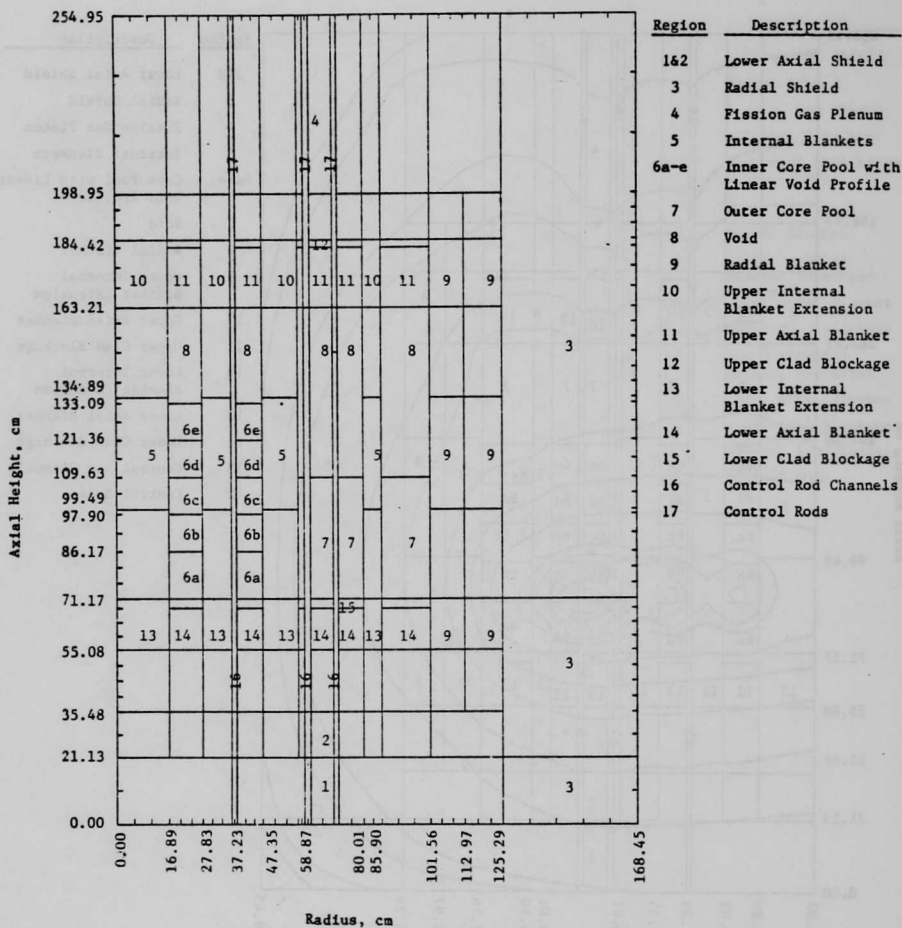 254.95
198.95
184.42
163.21
134.89
133.09
121.36
109.63
99.49
97.90
86.17
71.17
55.08
35.48
21.13
0.00
Axial Height, cm
4
17 17 17
12
10 11 10 11 10 11 11 10 11 9 9
8 8 8 8 8 3
6e 6e
5 5 5 5 9 9
6d 6d
6c 6c
6b 6b 7 7 7
6a 6a
15
13 14 13 14 13 14 14 13 14 9 9
3
16 16 16
2
1 3
0.00 16.89 27.83 37.23 47.35 58.87 80.01 85.90 101.56 112.97 125.29 168.45
Radius, cm
Region Description
1&2 Lower Axial Shield
3 Radial Shield
4 Fission Gas Plenum
5 Internal Blankets
6a-e Inner Core Pool with
Linear Void Profile
7 Outer Core Pool
8 Void
9 Radial Blanket
10 Upper Internal
Blanket Extension
11 Upper Axial Blanket
12 Upper Clad Blockage
13 Lower Internal
Blanket Extension
14 Lower Axial Blanket
15 Lower Clad Blockage
16 Control Rod Channels
17 Control Rods